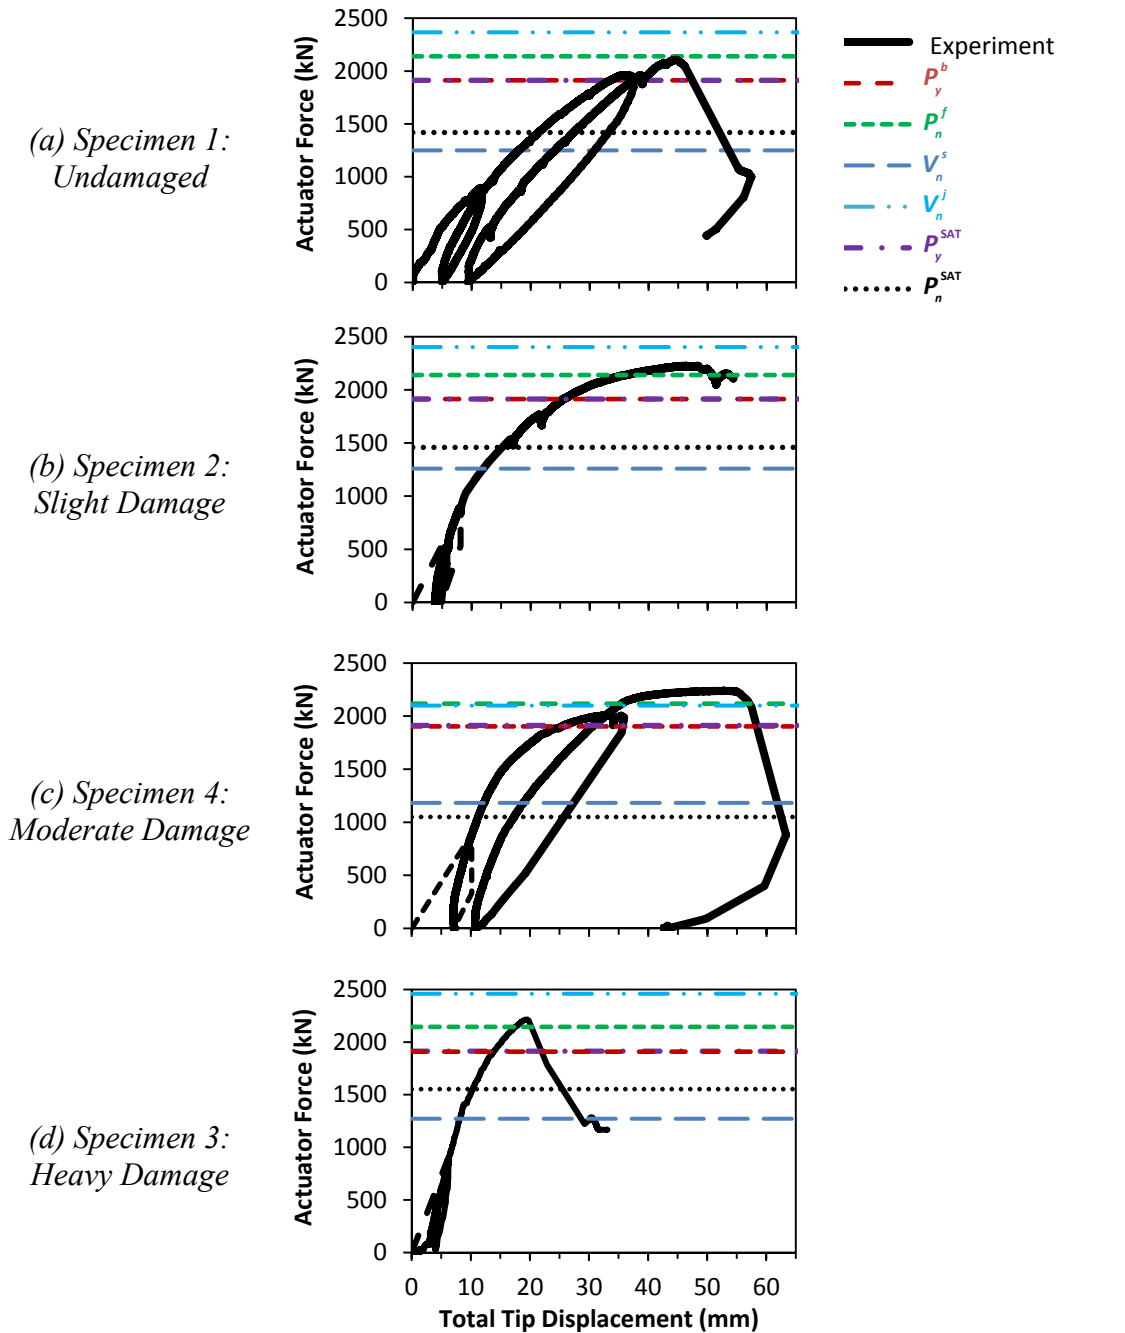 (a) Specimen 1:
Undamaged
Actuator Force (kN)
2500
2000
1500
1000
500
0
Experiment
P_y^b
P_n^f
V_n^s
V_n^j
P_y^SAT
P_n^SAT
(b) Specimen 2:
Slight Damage
Actuator Force (kN)
2500
2000
1500
1000
500
0
(c) Specimen 4:
Moderate Damage
Actuator Force (kN)
2500
2000
1500
1000
500
0
(d) Specimen 3:
Heavy Damage
Actuator Force (kN)
2500
2000
1500
1000
500
0
0 10 20 30 40 50 60
Total Tip Displacement (mm)